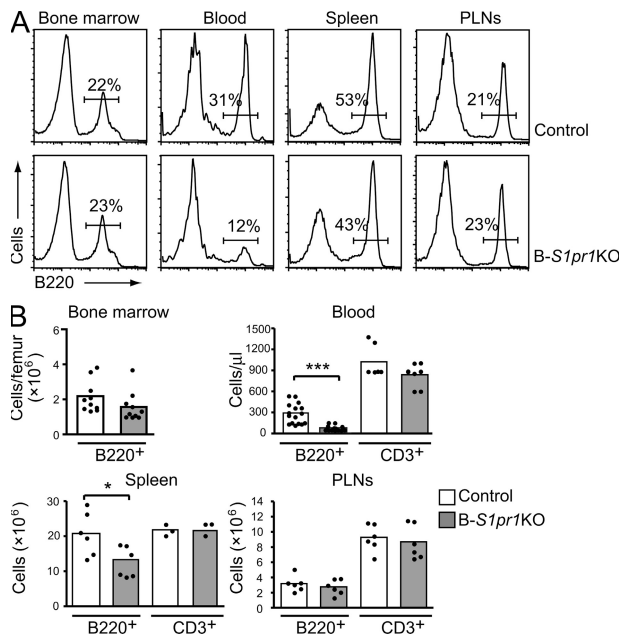 A
Bone marrow Blood Spleen PLNs
22% 31% 53% 21%
Control
23% 12% 43% 23%
B-S1pr1KO
Cells
B220
B
Bone marrow
Cells/femur
(×10⁶)
6
4
2
0
B220⁺
Blood
Cells/µl
1500
1200
900
600
300
0
***
B220⁺ CD3⁺
Spleen
Cells (×10⁶)
30
20
10
0
*
B220⁺ CD3⁺
PLNs
Cells (×10⁶)
14
12
10
8
6
4
2
0
B220⁺ CD3⁺
Control
B-S1pr1KO